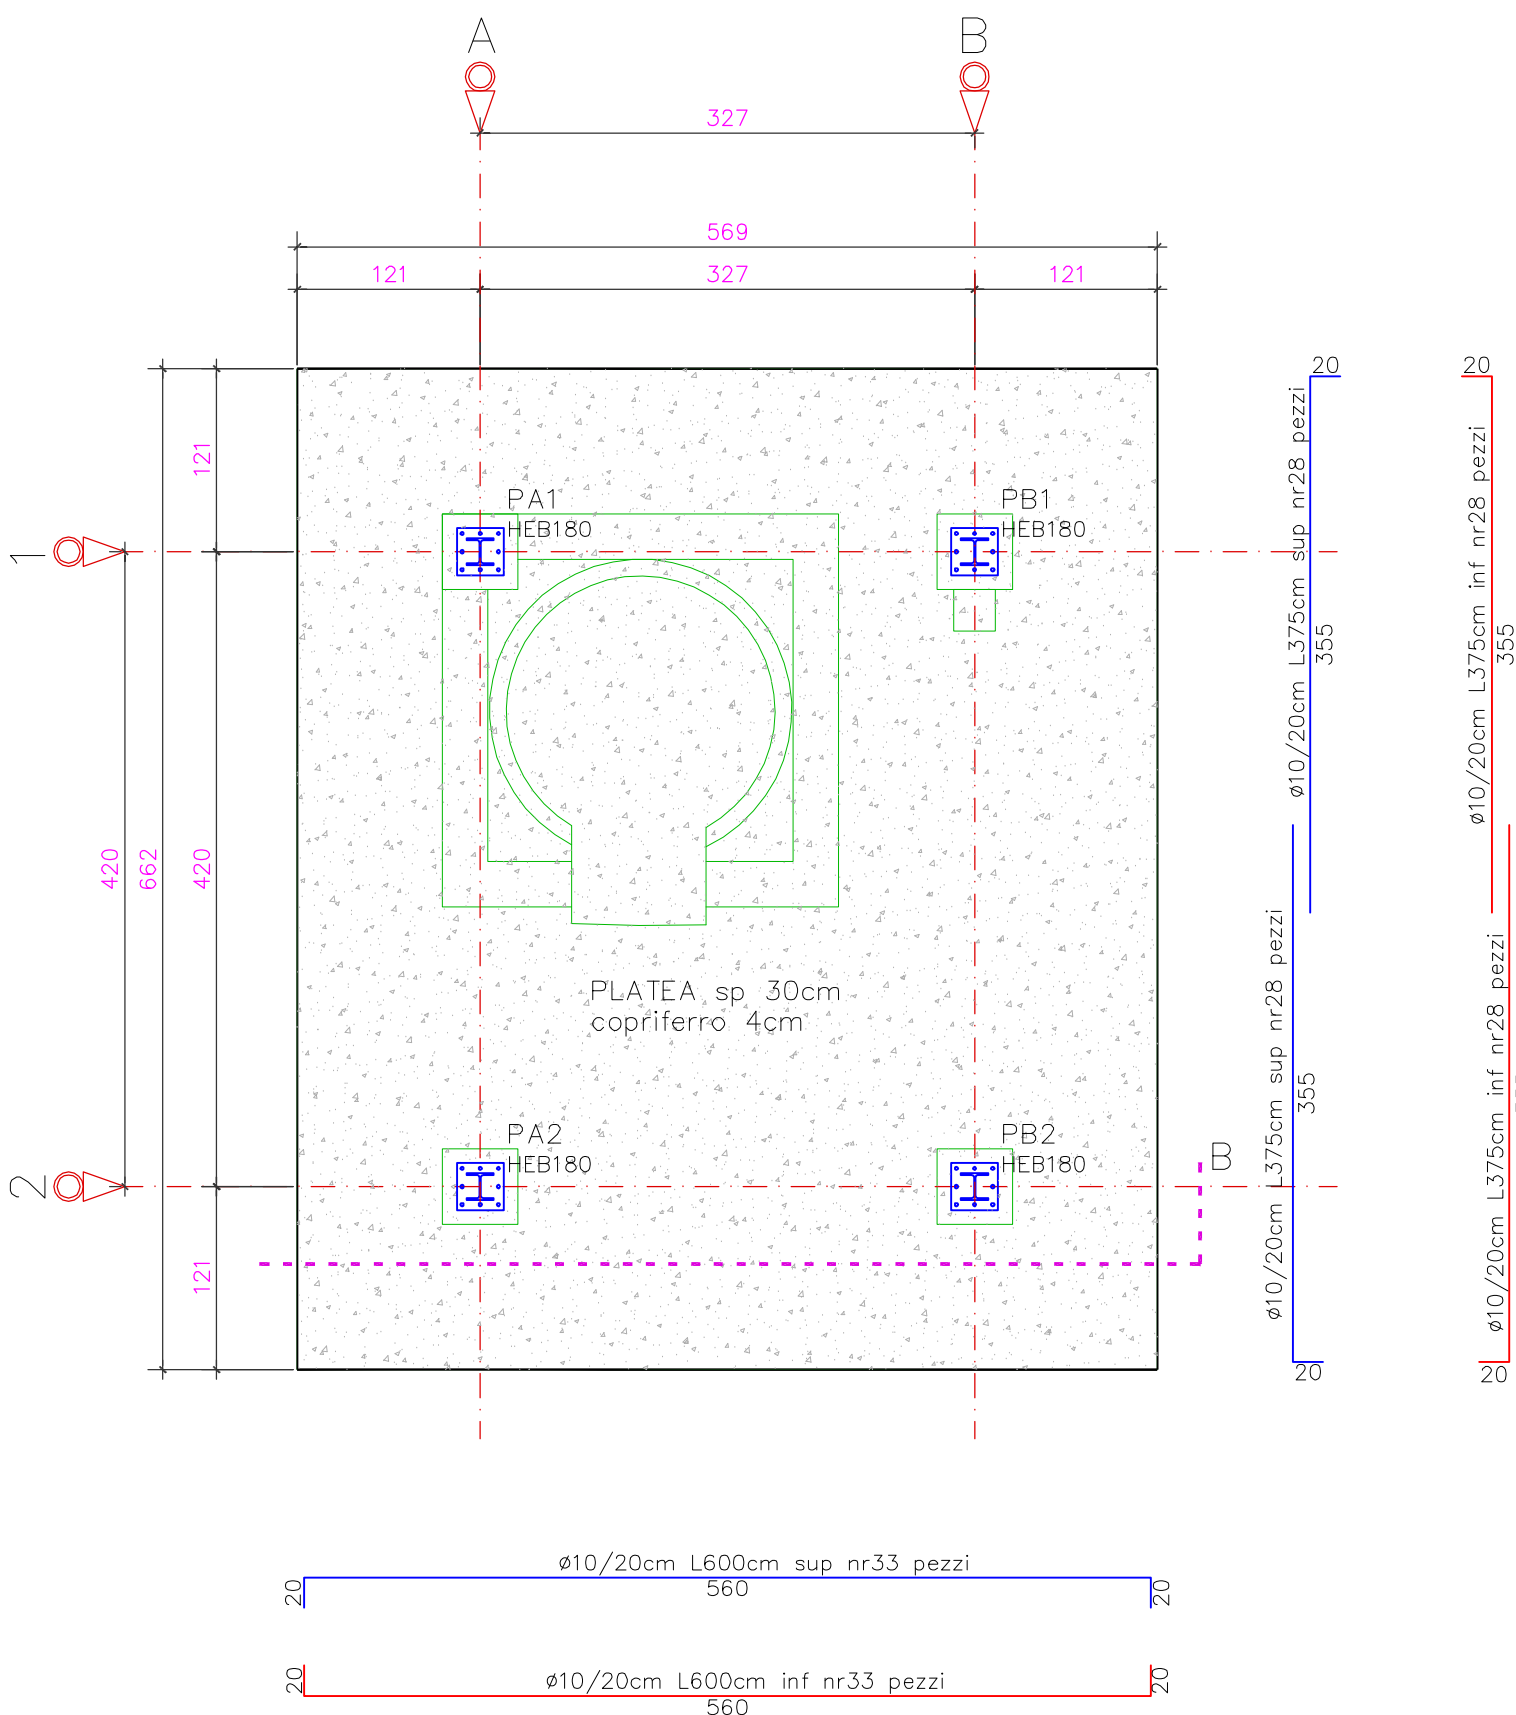 A
B
327
569
121
327
121
121
420
662
420
121
1
2
PA1
HEB180
PB1
HEB180
PLATEA sp 30cm
copriferro 4cm
PA2
HEB180
PB2
HEB180
B
20
ø10/20cm L375cm sup nr28 pezzi
355
20
ø10/20cm L375cm inf nr28 pezzi
355
ø10/20cm L375cm sup nr28 pezzi
355
20
ø10/20cm L375cm inf nr28 pezzi
20
ø10/20cm L600cm sup nr33 pezzi
20
560
20
ø10/20cm L600cm inf nr33 pezzi
20
560
20